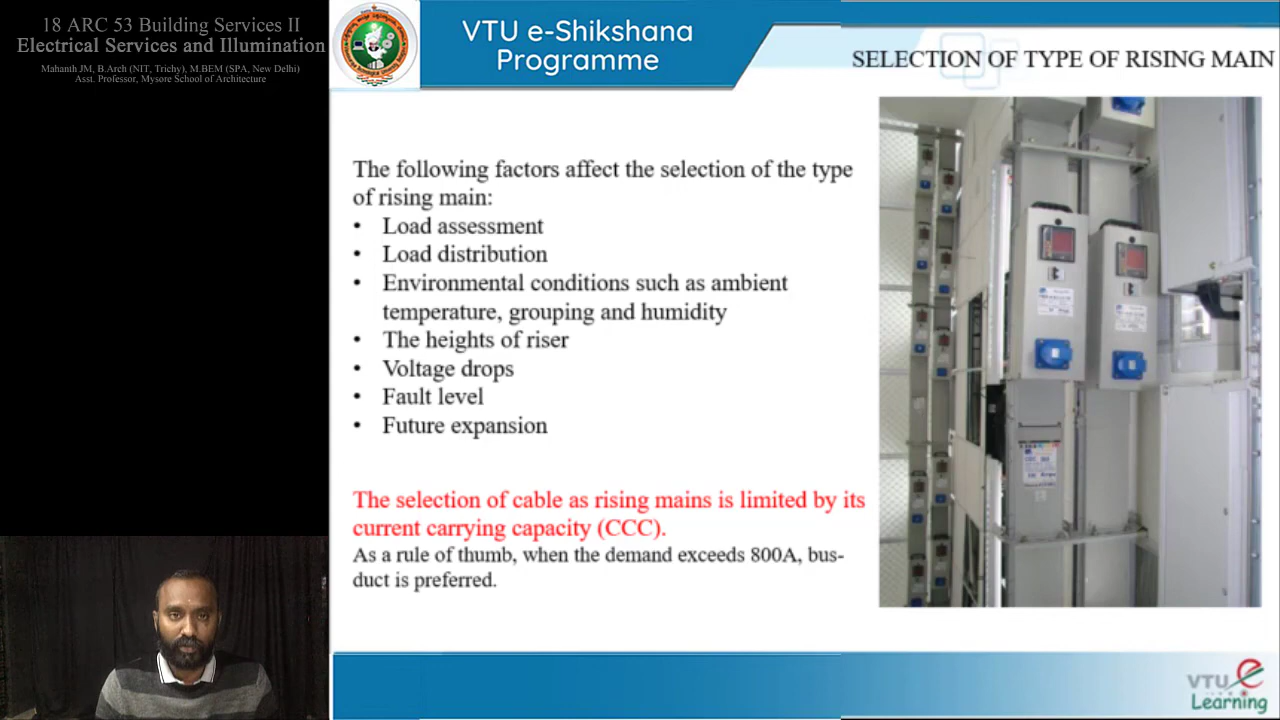 18 ARC 53 Building Services II
Electrical Services and Illumination
Mahanth JM, B.Arch (NIT, Trichy), M.BEM (SPA, New Delhi)
Asst. Professor, Mysore School of Architecture
VTU e-Shikshana
Programme
SELECTION OF TYPE OF RISING MAIN
The following factors affect the selection of the type
of rising main:
• Load assessment
• Load distribution
• Environmental conditions such as ambient
temperature, grouping and humidity
• The heights of riser
• Voltage drops
• Fault level
• Future expansion
The selection of cable as rising mains is limited by its
current carrying capacity (CCC).
As a rule of thumb, when the demand exceeds 800A, bus-
duct is preferred.
VTU e
Learning